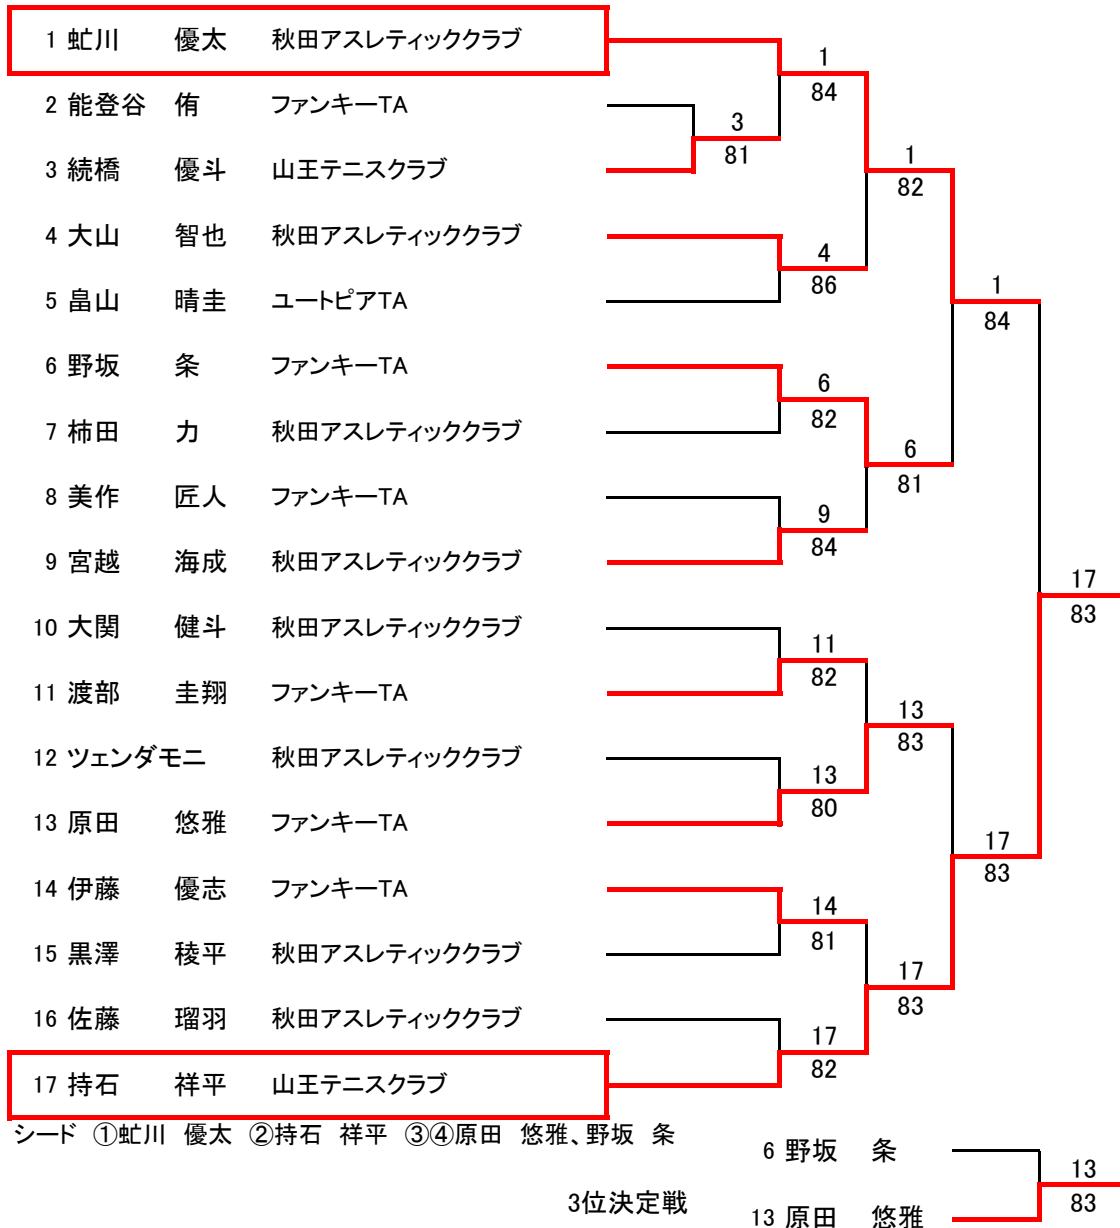 1 虻川 優太 秋田アスレティッククラブ
1
84
2 能登谷 侑 ファンキーTA
3
81
3 続橋 優斗 山王テニスクラブ
1
82
4 大山 智也 秋田アスレティッククラブ
4
86
5 畠山 晴圭 ユートピアTA
1
84
6 野坂 条 ファンキーTA
6
82
7 柿田 力 秋田アスレティッククラブ
6
81
8 美作 匠人 ファンキーTA
9
84
9 宮越 海成 秋田アスレティッククラブ
17
83
10 大関 健斗 秋田アスレティッククラブ
11
82
11 渡部 圭翔 ファンキーTA
13
83
12 ツェンダモニ 秋田アスレティッククラブ
13
80
13 原田 悠雅 ファンキーTA
17
83
14 伊藤 優志 ファンキーTA
14
81
15 黒澤 稜平 秋田アスレティッククラブ
17
83
16 佐藤 瑠羽 秋田アスレティッククラブ
17
82
17 持石 祥平 山王テニスクラブ
シード ①虻川 優太 ②持石 祥平 ③④原田 悠雅、野坂 条
6 野坂 条
13
83
3位決定戦
13 原田 悠雅